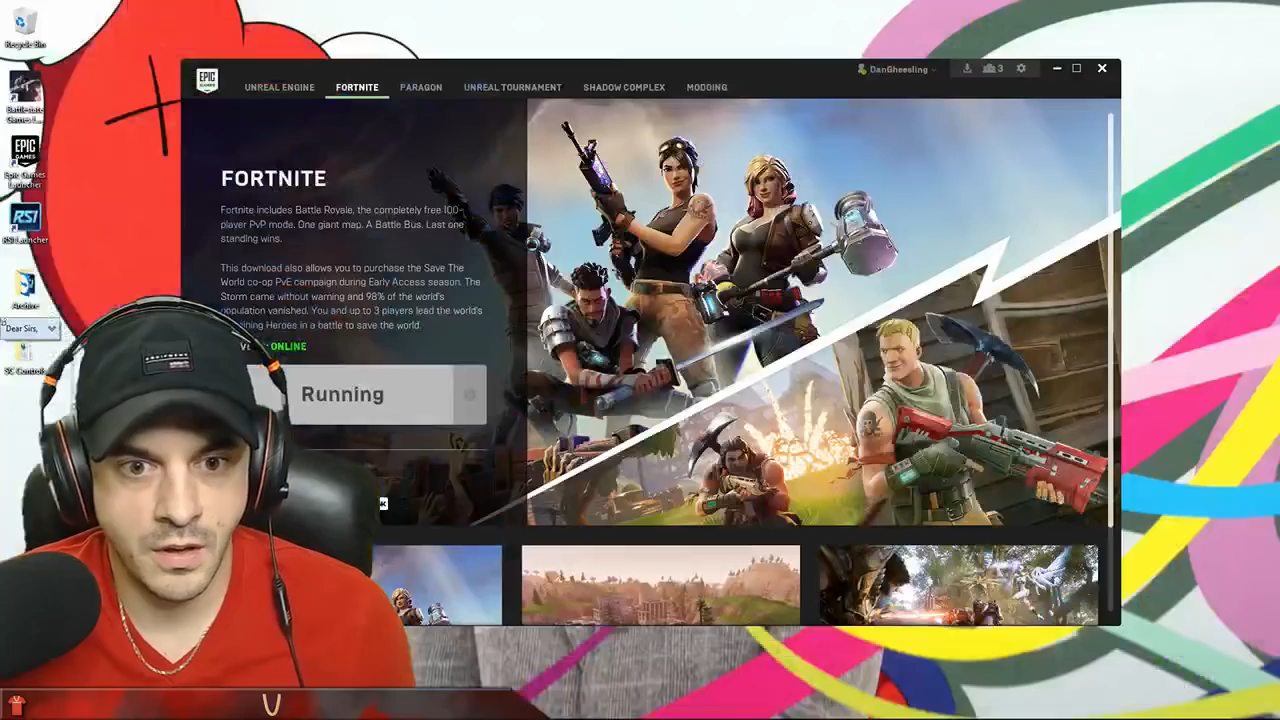 Recycle Bin
Battlestate
Games L...
EPIC
GAMES
Epic Games
Launcher
RSI
RSI Launcher
Archive
Dear Sirs,
EPIC
GAMES
DanGheesling
3
UNREAL ENGINE
FORTNITE
PARAGON
UNREAL TOURNAMENT
SHADOW COMPLEX
MODDING
FORTNITE
Fortnite includes Battle Royale, the completely free 100-
player PvP mode. One giant map. A Battle Bus. Last one
standing wins.
This download also allows you to purchase the Save The
World co-op PvE campaign during Early Access season. The
Storm came without warning and 98% of the world's
population vanished. You and up to 3 players lead the world's
Heroes in a battle to save the world.
ONLINE
Running